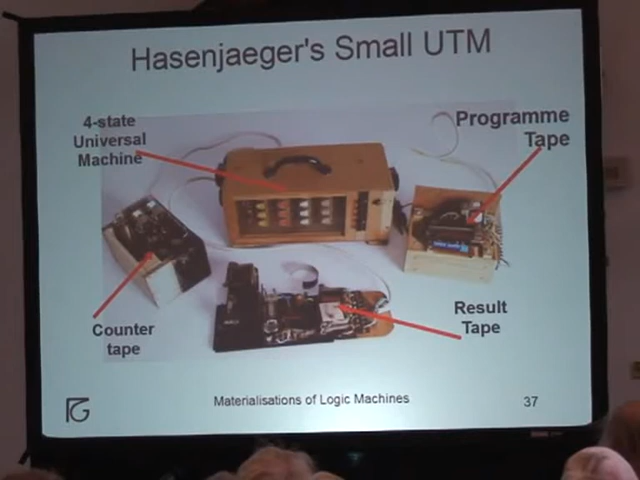 Hasenjaeger's Small UTM
4-state
Universal
Machine
Programme
Tape
Counter
tape
Result
Tape
Materialisations of Logic Machines
37